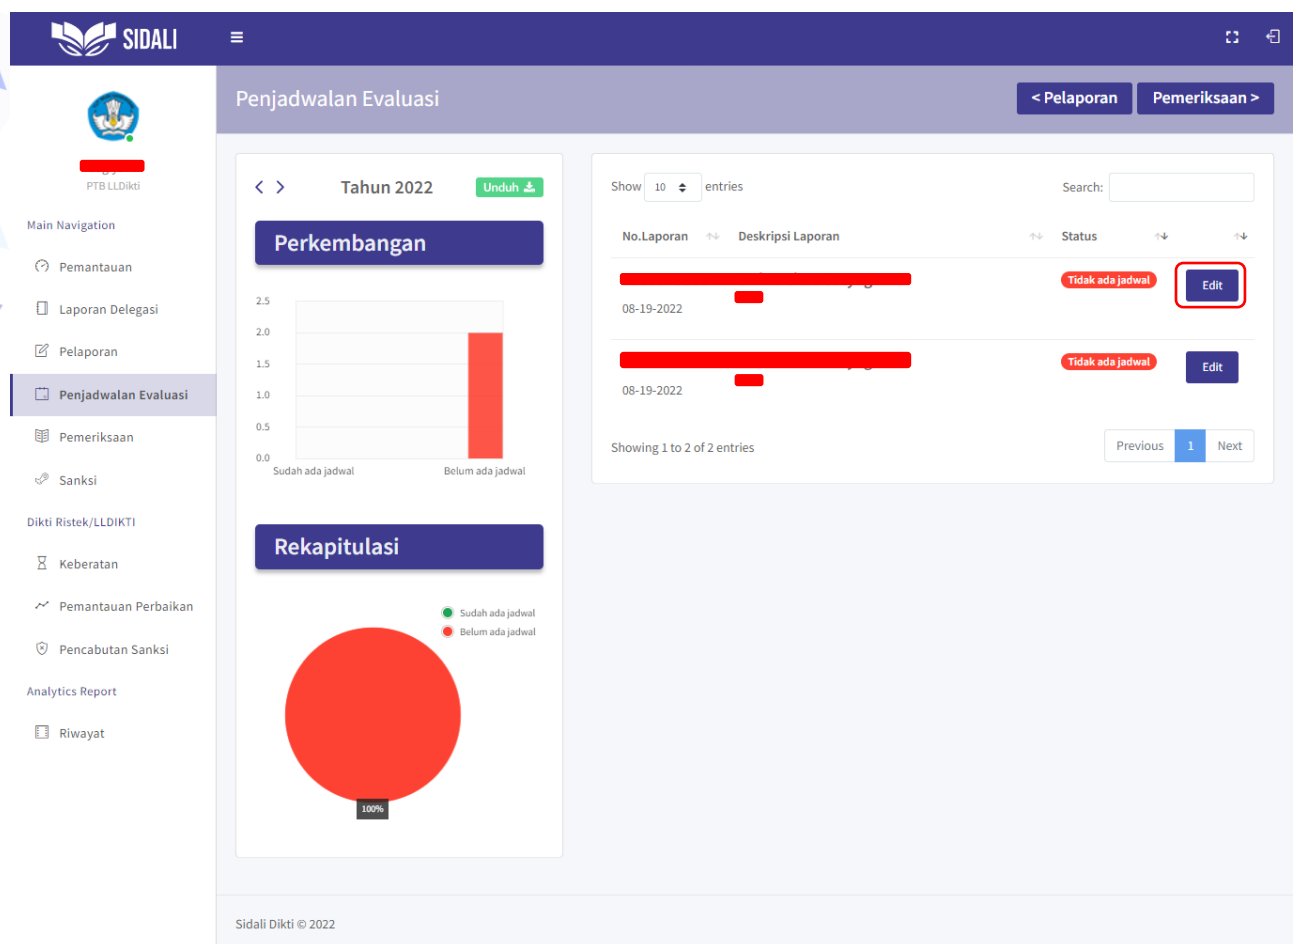 SIDALI
Penjadwalan Evaluasi
< Pelaporan
Pemeriksaan >
PTB LLDikti
Main Navigation
Pemantauan
Laporan Delegasi
Pelaporan
Penjadwalan Evaluasi
Pemeriksaan
Sanksi
Dikti Ristek/LLDIKTI
Keberatan
Pemantauan Perbaikan
Pencabutan Sanksi
Analytics Report
Riwayat
Tahun 2022
Unduh
Perkembangan
2.5
2.0
1.5
1.0
0.5
0.0
Sudah ada jadwal Belum ada jadwal
Rekapitulasi
Sudah ada jadwal
Belum ada jadwal
100%
Show 10 entries
Search:
No.Laporan Deskripsi Laporan Status
Tidak ada jadwal Edit
08-19-2022
Tidak ada jadwal Edit
08-19-2022
Showing 1 to 2 of 2 entries
Previous 1 Next
Sidali Dikti © 2022